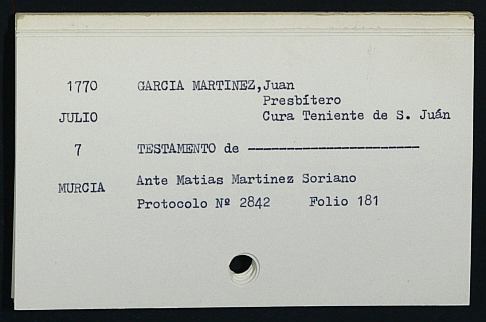 1770 GARCIA MARTINEZ,Juan
Presbítero
JULIO Cura Teniente de S. Juán
7 TESTAMENTO de ----------------------
MURCIA Ante Matias Martinez Soriano
Protocolo Nº 2842 Folio 181